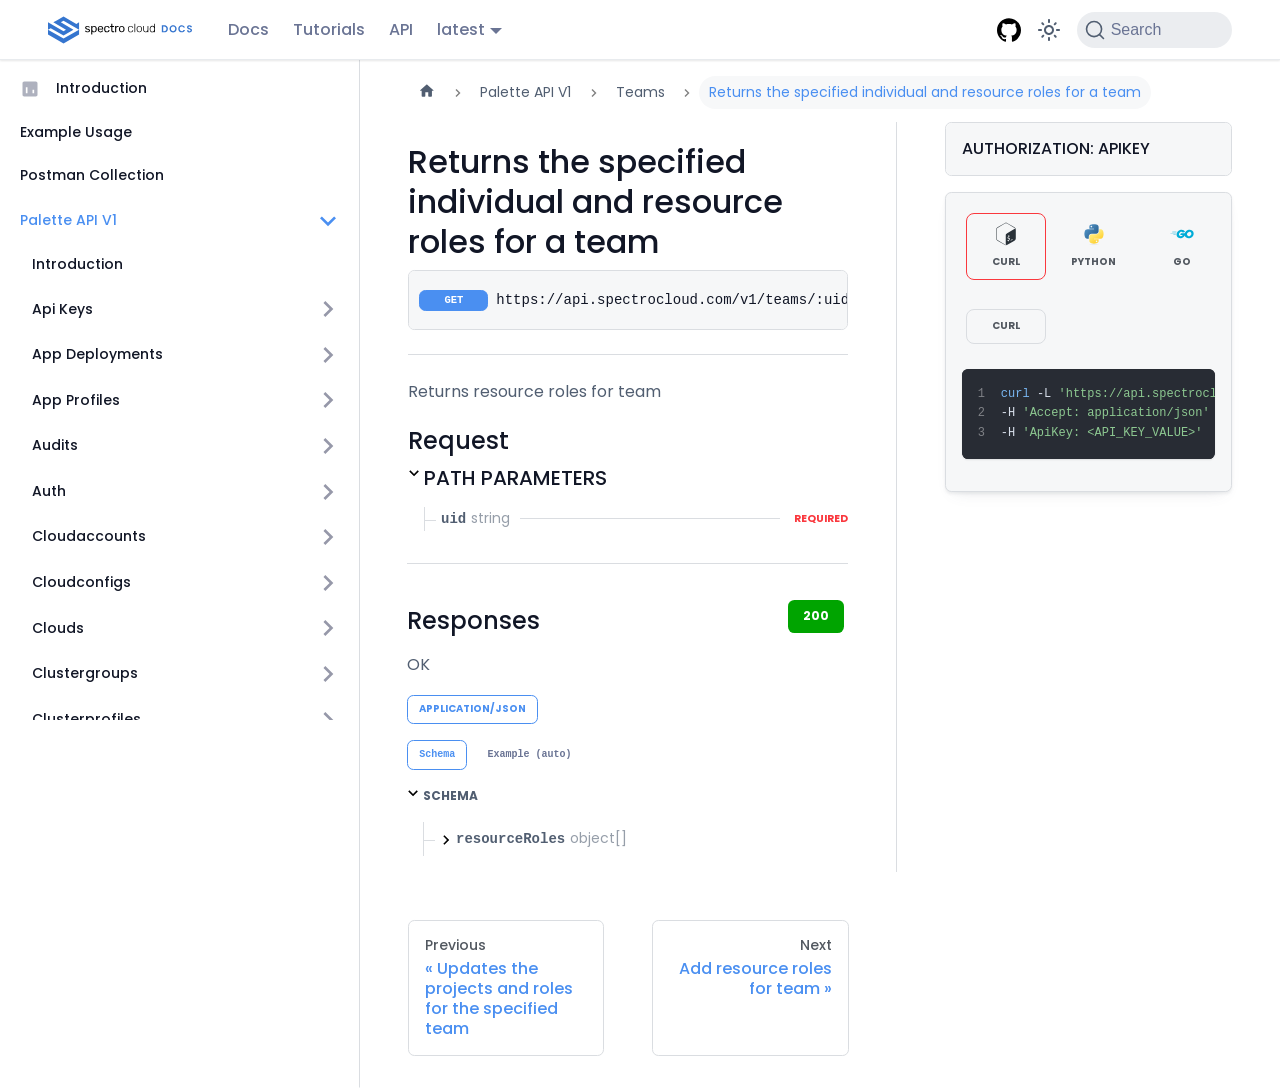 spectro cloud DOCS
Docs
Tutorials
API
latest
Search
Introduction
Example Usage
Postman Collection
Palette API V1
Introduction
Api Keys
App Deployments
App Profiles
Audits
Auth
Cloudaccounts
Cloudconfigs
Clouds
Clustergroups
Clusterprofiles
Palette API V1
Teams
Returns the specified individual and resource roles for a team
Returns the specified
individual and resource
roles for a team
GET https://api.spectrocloud.com/v1/teams/:uid
Returns resource roles for team
Request
PATH PARAMETERS
uid string REQUIRED
Responses
200
OK
APPLICATION/JSON
Schema
Example (auto)
SCHEMA
resourceRoles object[]
Previous
« Updates the
projects and roles
for the specified
team
Next
Add resource roles
for team »
AUTHORIZATION: APIKEY
CURL
PYTHON
GO
CURL
1 curl -L 'https://api.spectrocl
2 -H 'Accept: application/json'
3 -H 'ApiKey: <API_KEY_VALUE>'